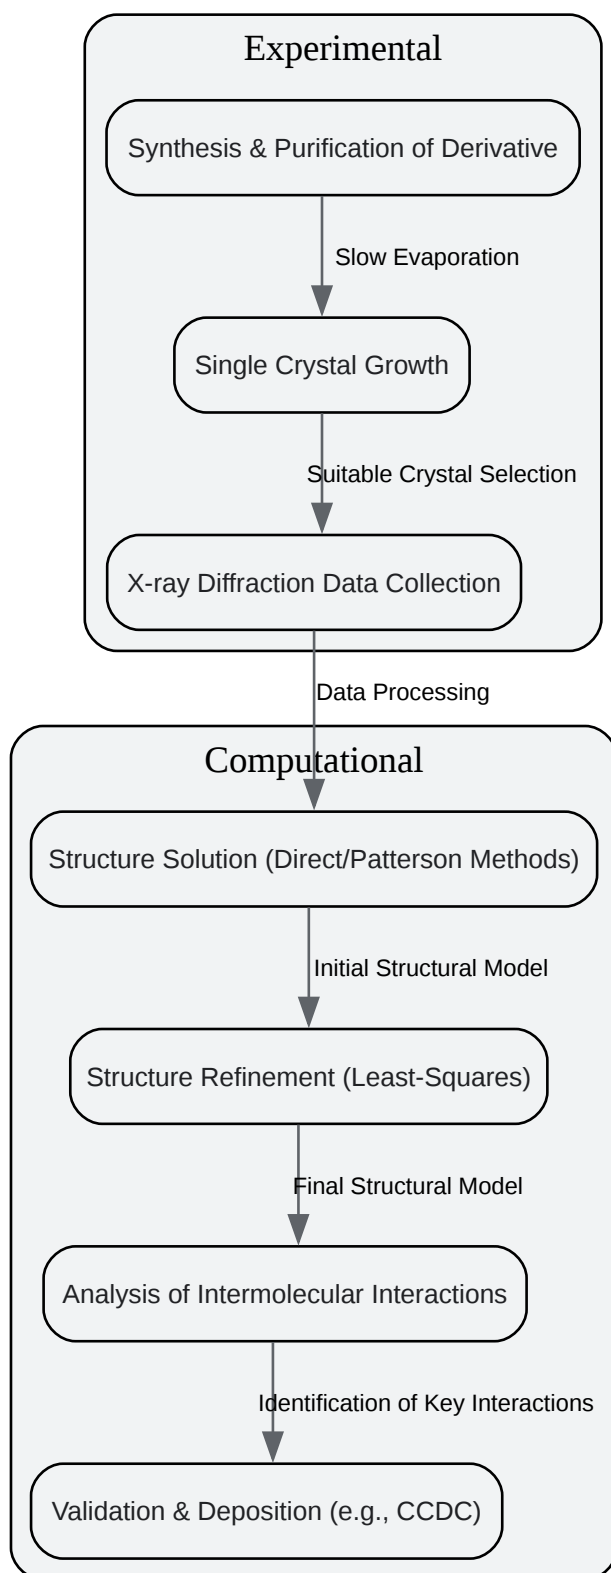 Experimental
Synthesis & Purification of Derivative
Slow Evaporation
Single Crystal Growth
Suitable Crystal Selection
X-ray Diffraction Data Collection
Data Processing
Computational
Structure Solution (Direct/Patterson Methods)
Initial Structural Model
Structure Refinement (Least-Squares)
Final Structural Model
Analysis of Intermolecular Interactions
Identification of Key Interactions
Validation & Deposition (e.g., CCDC)